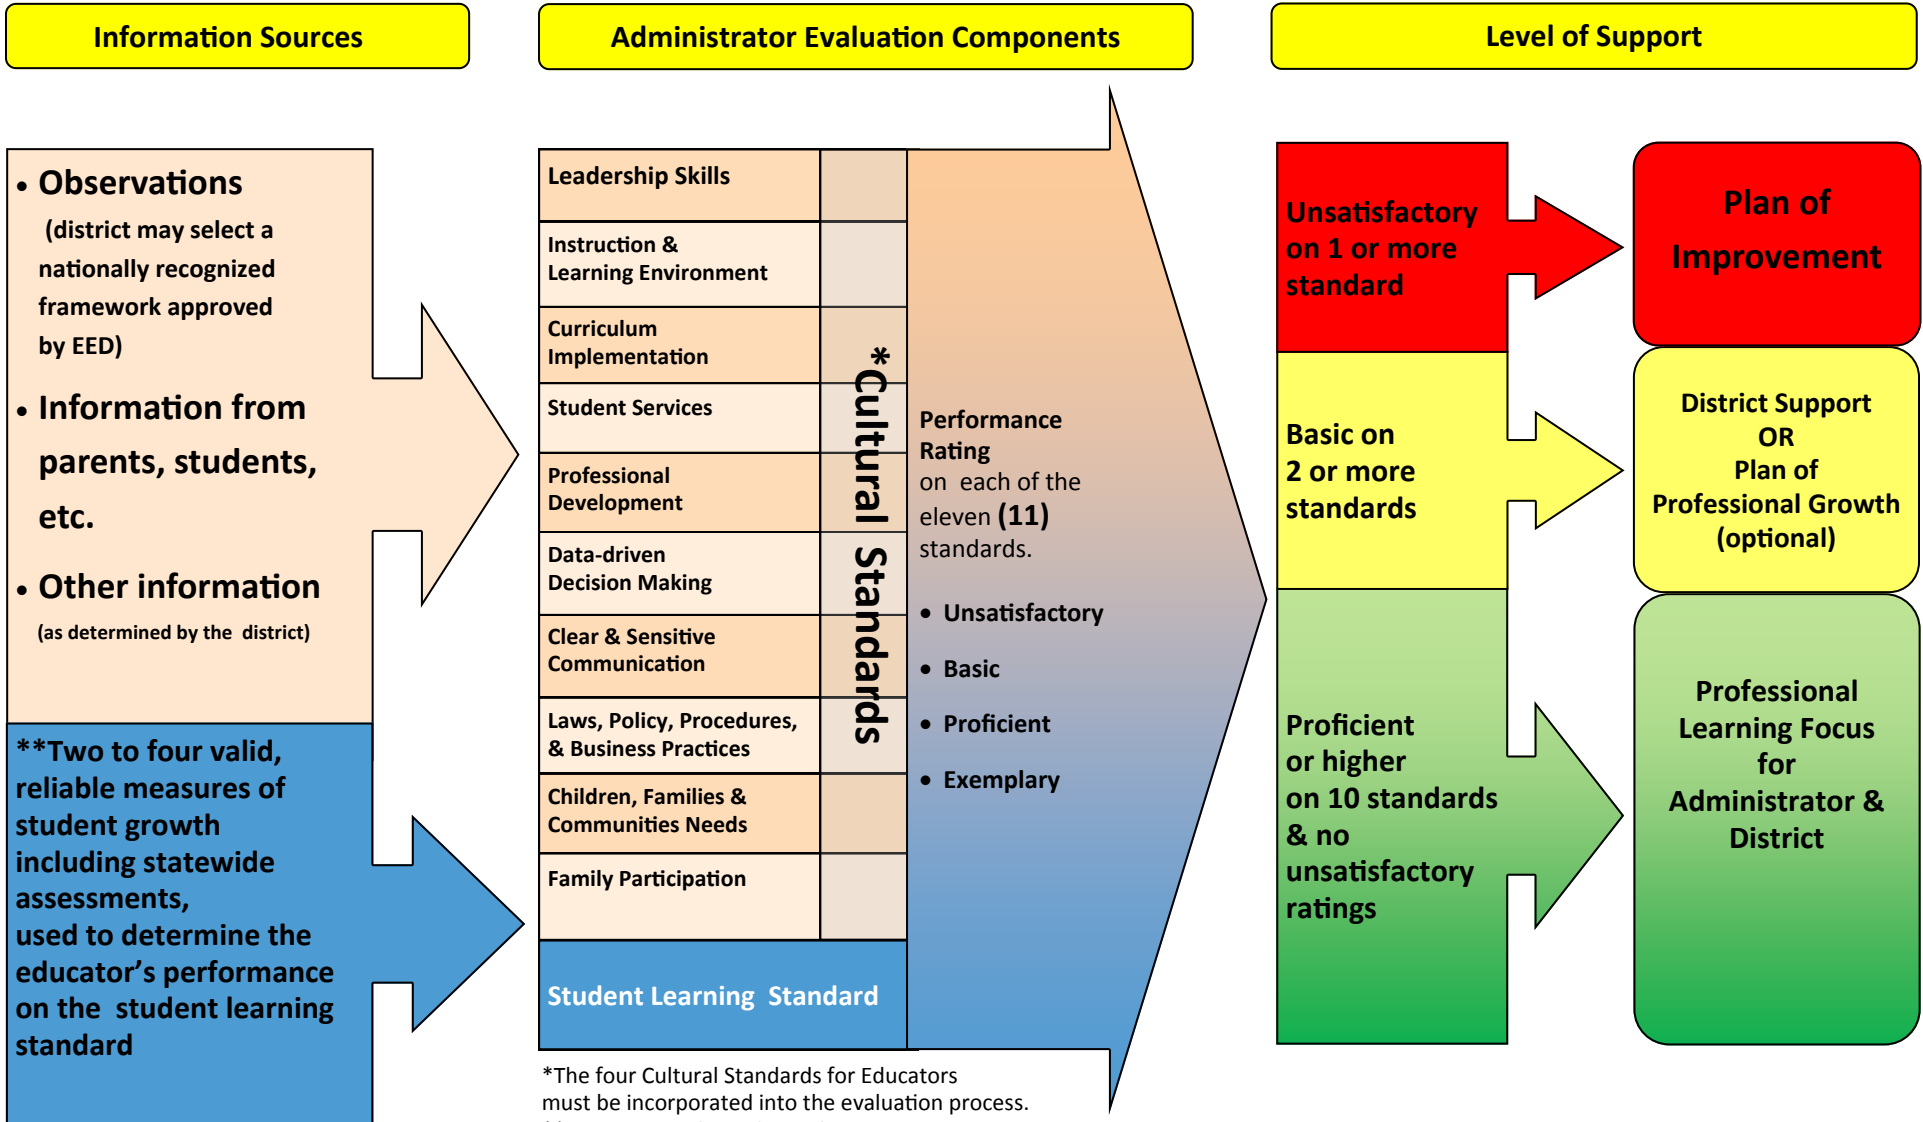 Information Sources
Administrator Evaluation Components
Level of Support
• Observations
(district may select a
nationally recognized
framework approved
by EED)
• Information from
parents, students,
etc.
• Other information
(as determined by the district)
**Two to four valid,
reliable measures of
student growth
including statewide
assessments,
used to determine the
educator’s performance
on the student learning
standard
Leadership Skills
Instruction &
Learning Environment
Curriculum
Implementation
Student Services
Professional
Development
Data-driven
Decision Making
Clear & Sensitive
Communication
Laws, Policy, Procedures,
& Business Practices
Children, Families &
Communities Needs
Family Participation
*Cultural Standards
Student Learning Standard
*The four Cultural Standards for Educators
must be incorporated into the evaluation process.
Performance
Rating
on each of the
eleven (11)
standards.
• Unsatisfactory
• Basic
• Proficient
• Exemplary
Unsatisfactory
on 1 or more
standard
Plan of
Improvement
Basic on
2 or more
standards
District Support
OR
Plan of
Professional Growth
(optional)
Proficient
or higher
on 10 standards
& no
unsatisfactory
ratings
Professional
Learning Focus
for
Administrator &
District